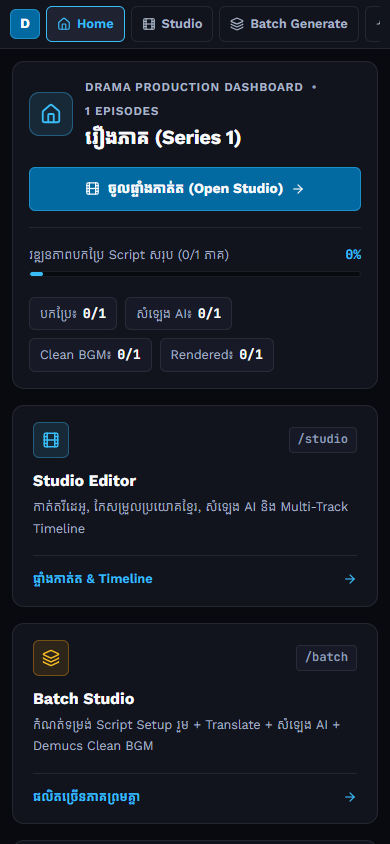 D Home Studio Batch Generate
DRAMA PRODUCTION DASHBOARD •
1 EPISODES
រឿងភាគ (Series 1)
ចូលផ្ទាំងកាត់ត (Open Studio) →
វឌ្ឍនភាពបកប្រែ Script សរុប (0/1 ភាគ) 0%
បកប្រែ៖ 0/1 សំឡេង AI៖ 0/1
Clean BGM៖ 0/1 Rendered៖ 0/1
/studio
Studio Editor
កាត់តវីដេអូ, កែសម្រួលប្រយោគខ្មែរ, សំឡេង AI និង Multi-Track
Timeline
ផ្ទាំងកាត់ត & Timeline →
/batch
Batch Studio
កំណត់ទម្រង់ Script Setup រួម + Translate + សំឡេង AI +
Demucs Clean BGM
ផលិតច្រើនភាគព្រមគ្នា →